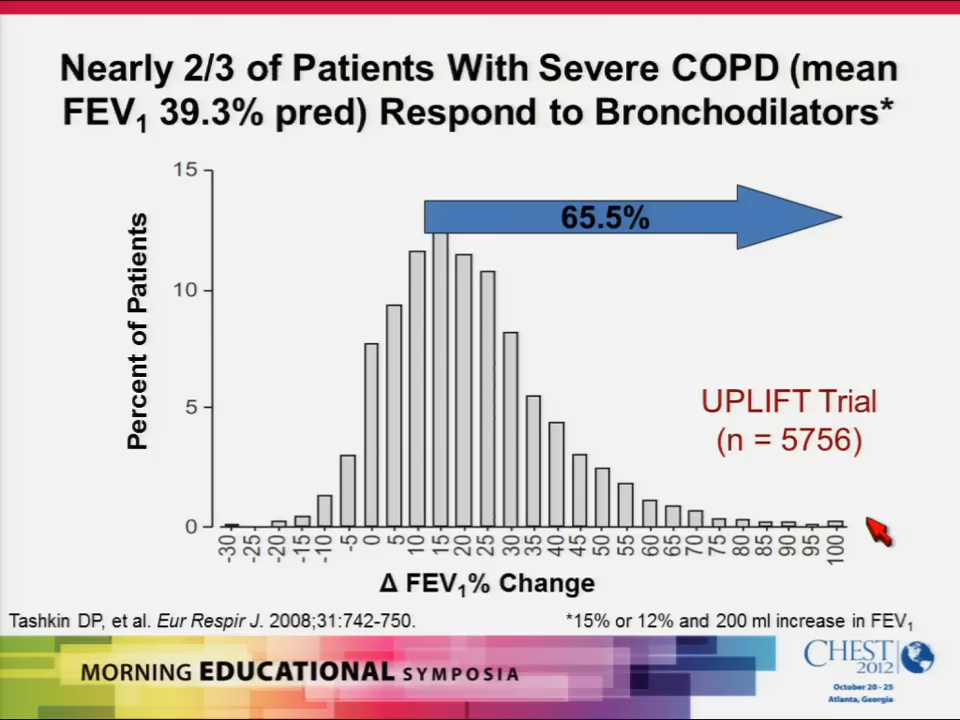 Nearly 2/3 of Patients With Severe COPD (mean
FEV1 39.3% pred) Respond to Bronchodilators*
15
10
5
0
Percent of Patients
65.5%
UPLIFT Trial
(n = 5756)
-30 -25 -20 -15 -10 -5 0 5 10 15 20 25 30 35 40 45 50 55 60 65 70 75 80 85 90 95 100
Δ FEV1% Change
Tashkin DP, et al. Eur Respir J. 2008;31:742-750.
*15% or 12% and 200 ml increase in FEV1
MORNING EDUCATIONAL SYMPOSIA
CHEST
2012
October 20 - 25
Atlanta, Georgia